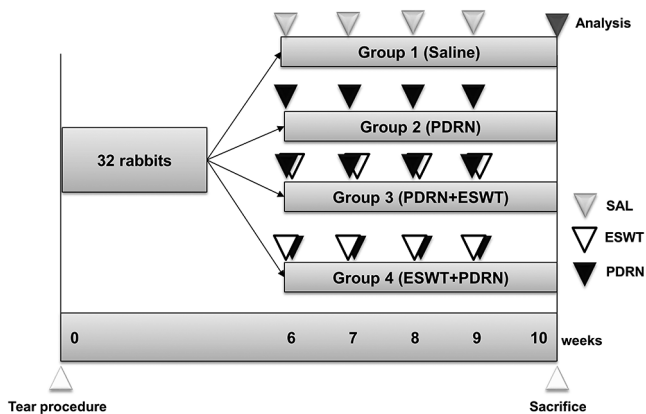 Analysis
Group 1 (Saline)
Group 2 (PDRN)
32 rabbits
Group 3 (PDRN+ESWT)
SAL
ESWT
Group 4 (ESWT+PDRN)
PDRN
0 6 7 8 9 10 weeks
Tear procedure Sacrifice